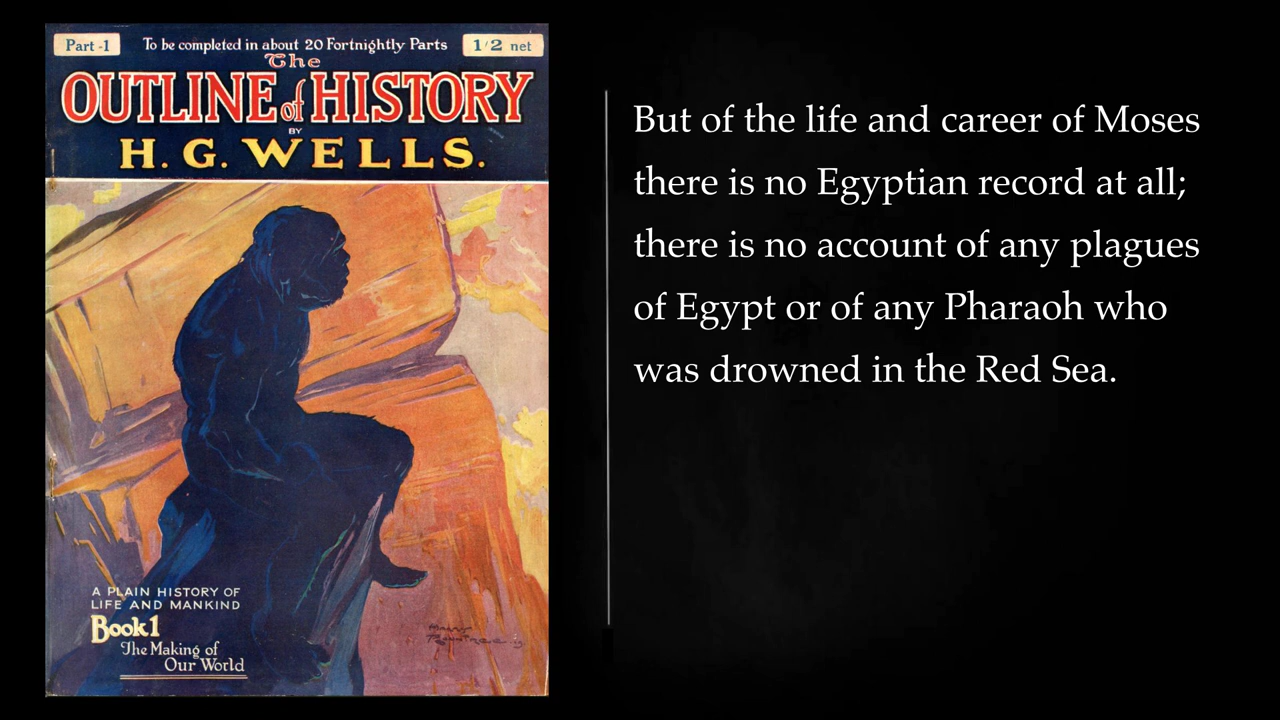 Part -1
To be completed in about 20 Fortnightly Parts
1/2 net
The
OUTLINE of HISTORY
BY
H. G. WELLS.
A PLAIN HISTORY OF
LIFE AND MANKIND
Book 1
The Making of
Our World
But of the life and career of Moses
there is no Egyptian record at all;
there is no account of any plagues
of Egypt or of any Pharaoh who
was drowned in the Red Sea.